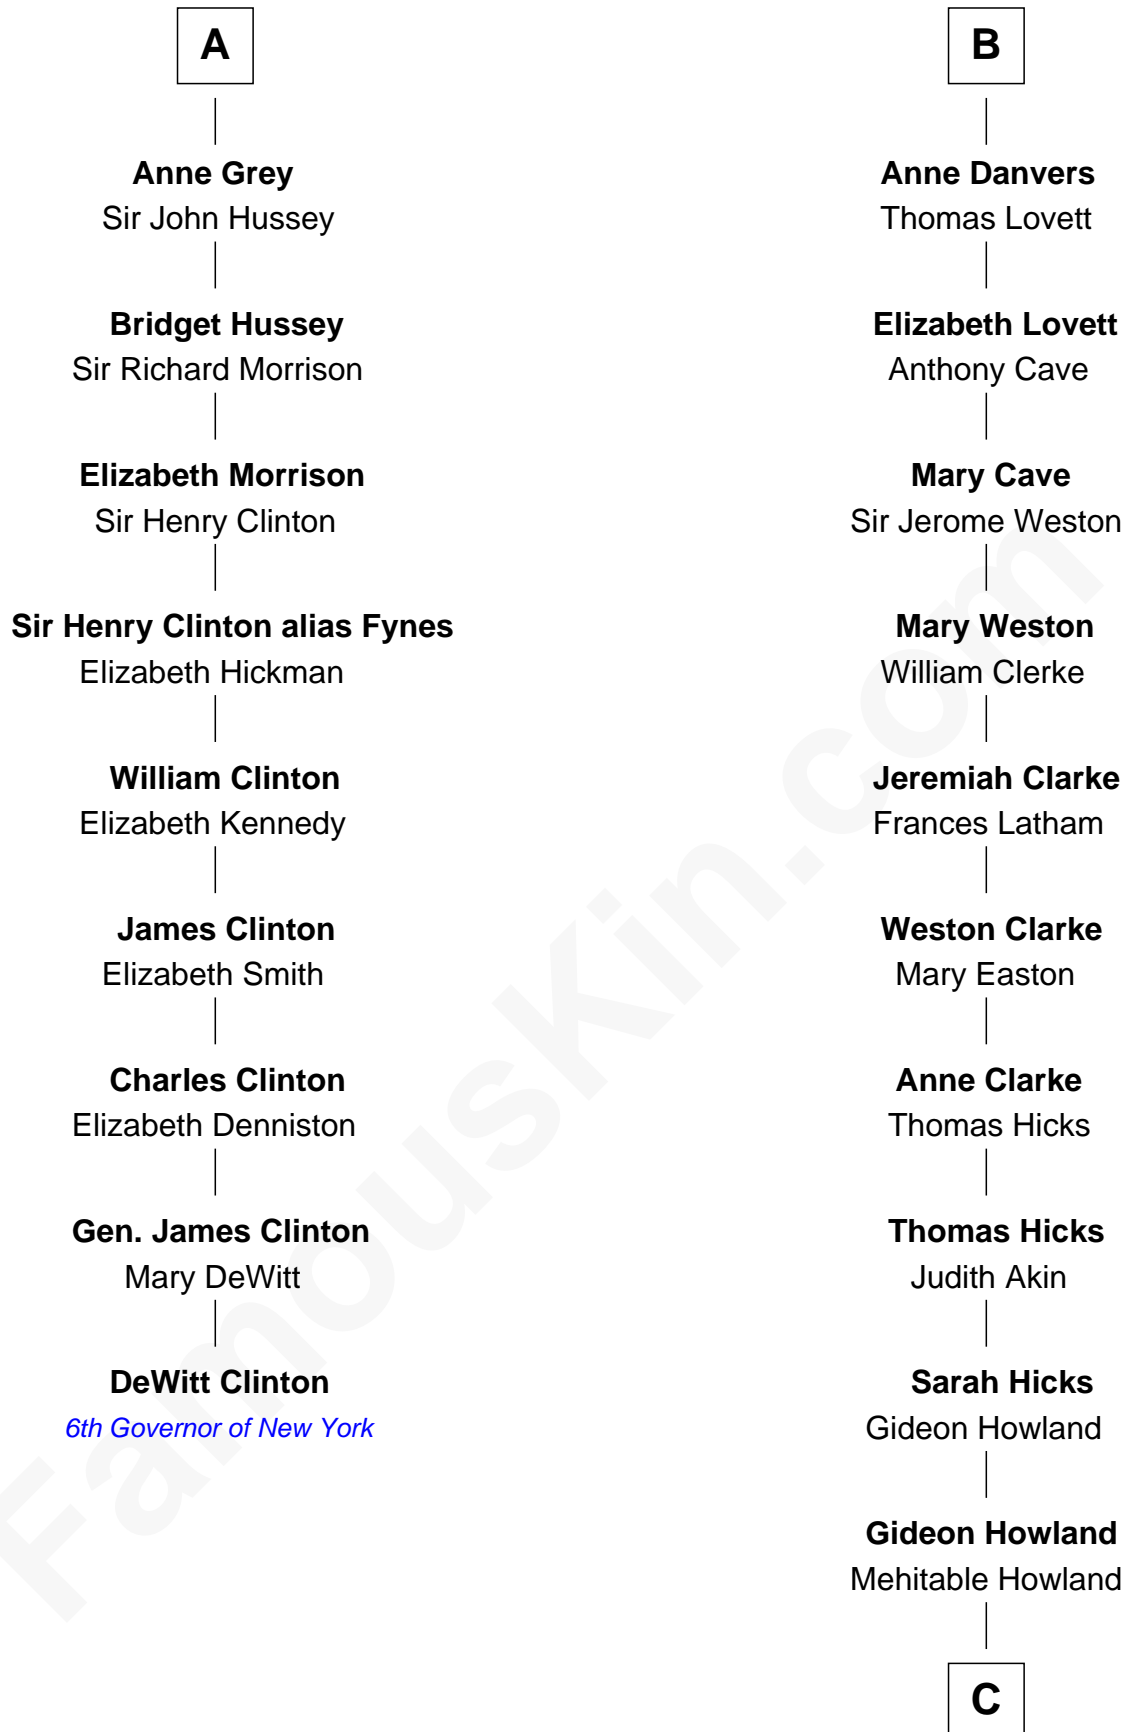 A
Anne Grey
Sir John Hussey
Bridget Hussey
Sir Richard Morrison
Elizabeth Morrison
Sir Henry Clinton
Sir Henry Clinton alias Fynes
Elizabeth Hickman
William Clinton
Elizabeth Kennedy
James Clinton
Elizabeth Smith
Charles Clinton
Elizabeth Denniston
Gen. James Clinton
Mary DeWitt
DeWitt Clinton
6th Governor of New York
B
Anne Danvers
Thomas Lovett
Elizabeth Lovett
Anthony Cave
Mary Cave
Sir Jerome Weston
Mary Weston
William Clerke
Jeremiah Clarke
Frances Latham
Weston Clarke
Mary Easton
Anne Clarke
Thomas Hicks
Thomas Hicks
Judith Akin
Sarah Hicks
Gideon Howland
Gideon Howland
Mehitable Howland
C
FamousKin.com